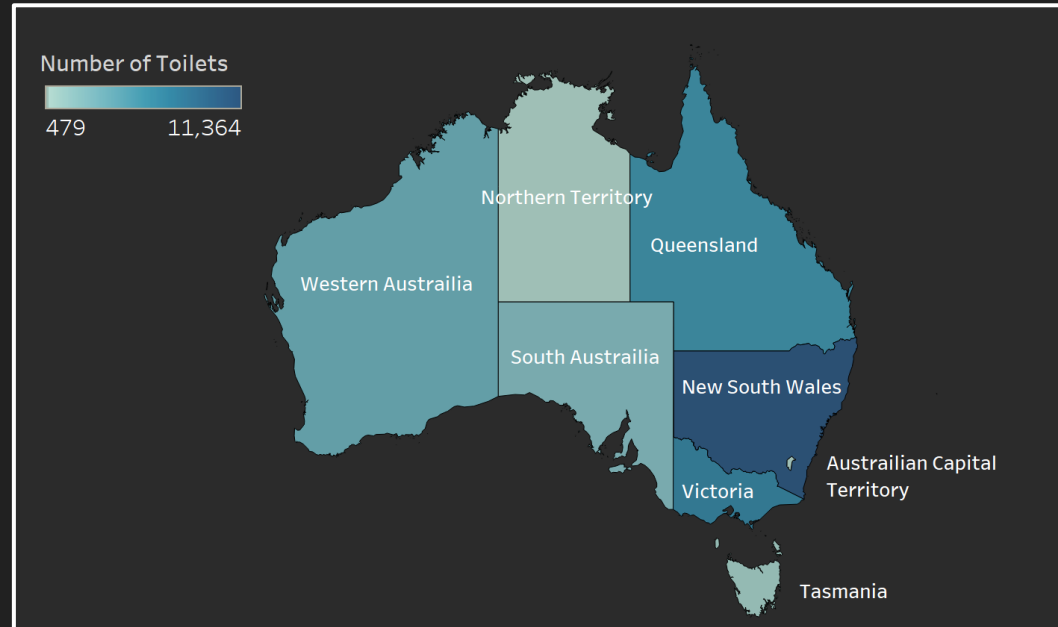 Number of Toilets
479 11,364
Northern Territory
Queensland
Western Austrailia
South Austrailia
New South Wales
Austrailian Capital
Territory
Victoria
Tasmania